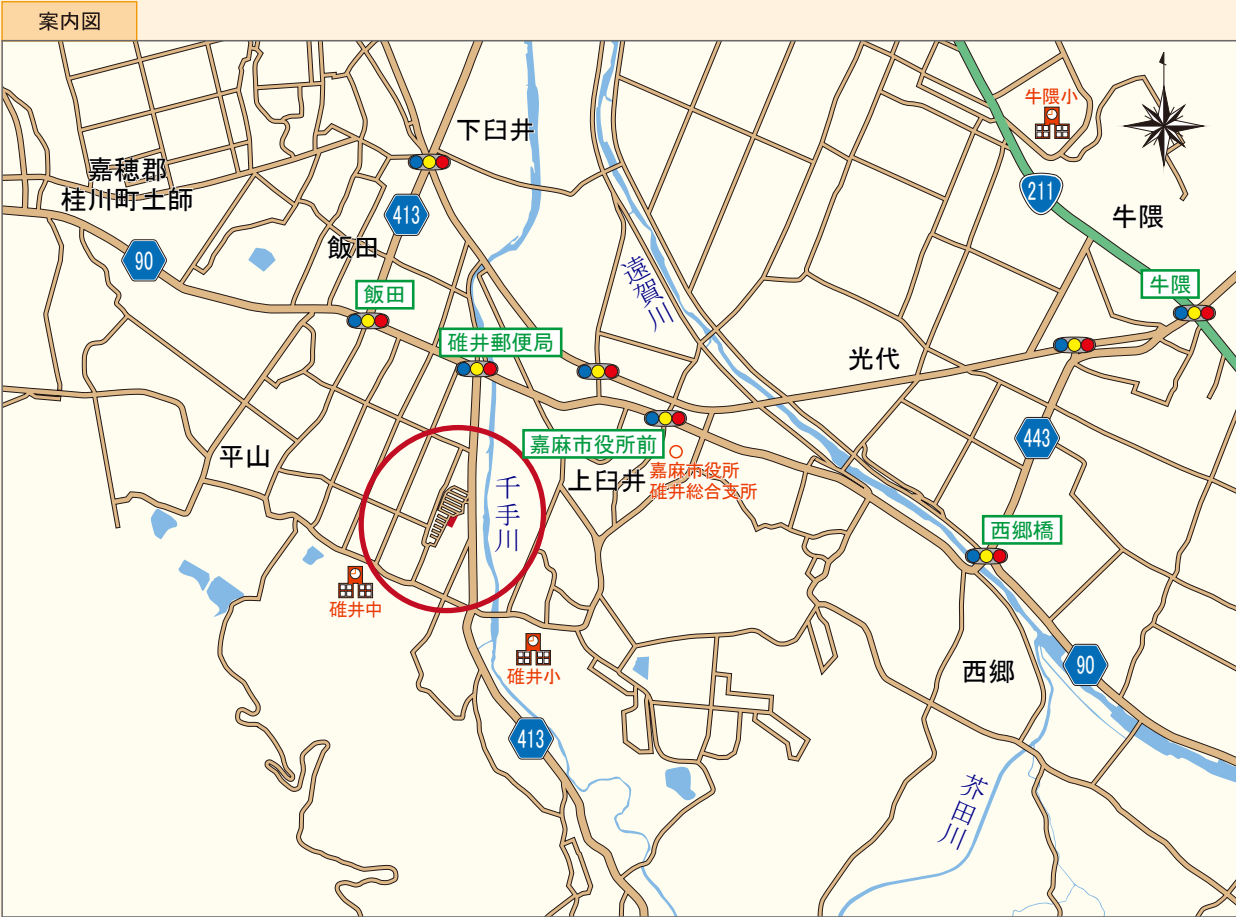 案内図
牛隈小
下臼井
嘉穂郡
桂川町土師
211
413
牛隈
飯田
90
遠賀川
牛隈
飯田
碓井郵便局
光代
443
嘉麻市役所前
平山
嘉麻市役所
碓井総合支所
上臼井
千手川
西郷橋
碓井中
碓井小
西郷
90
413
芥田川